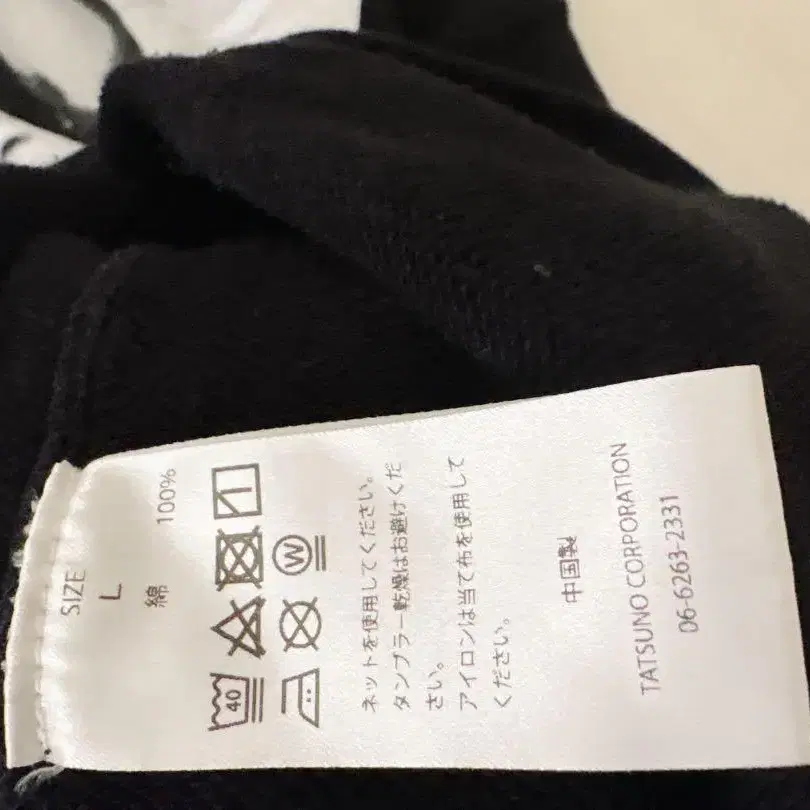 SIZE
L
綿 100%
40
W
ネットを使用してください。
タンブラー乾燥はお避けくだ
さい。
アイロンは当て布を使用して
ください。
中国製
TATSUNO CORPORATION
06-6263-2331